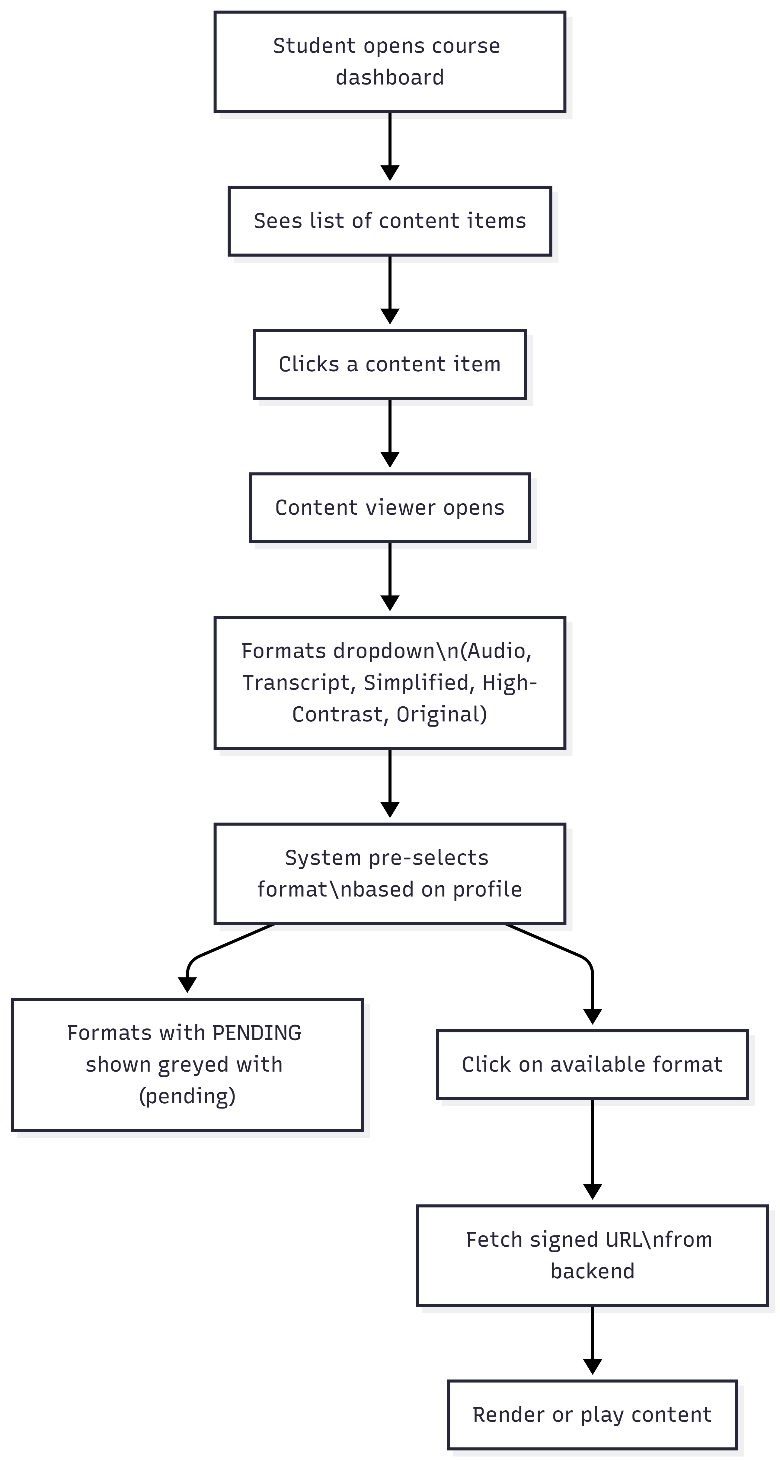 Student opens course
dashboard
Sees list of content items
Clicks a content item
Content viewer opens
Formats dropdown\n(Audio,
Transcript, Simplified, High-
Contrast, Original)
System pre-selects
format\nbased on profile
Formats with PENDING
shown greyed with
(pending)
Click on available format
Fetch signed URL\nfrom
backend
Render or play content